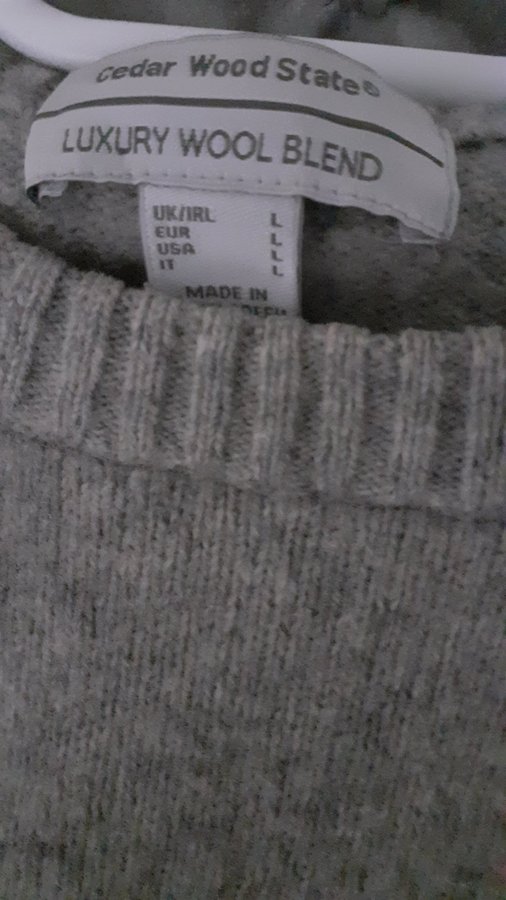 Cedar Wood State®
LUXURY WOOL BLEND
UK/IRL L
EUR L
USA L
IT L
MADE IN